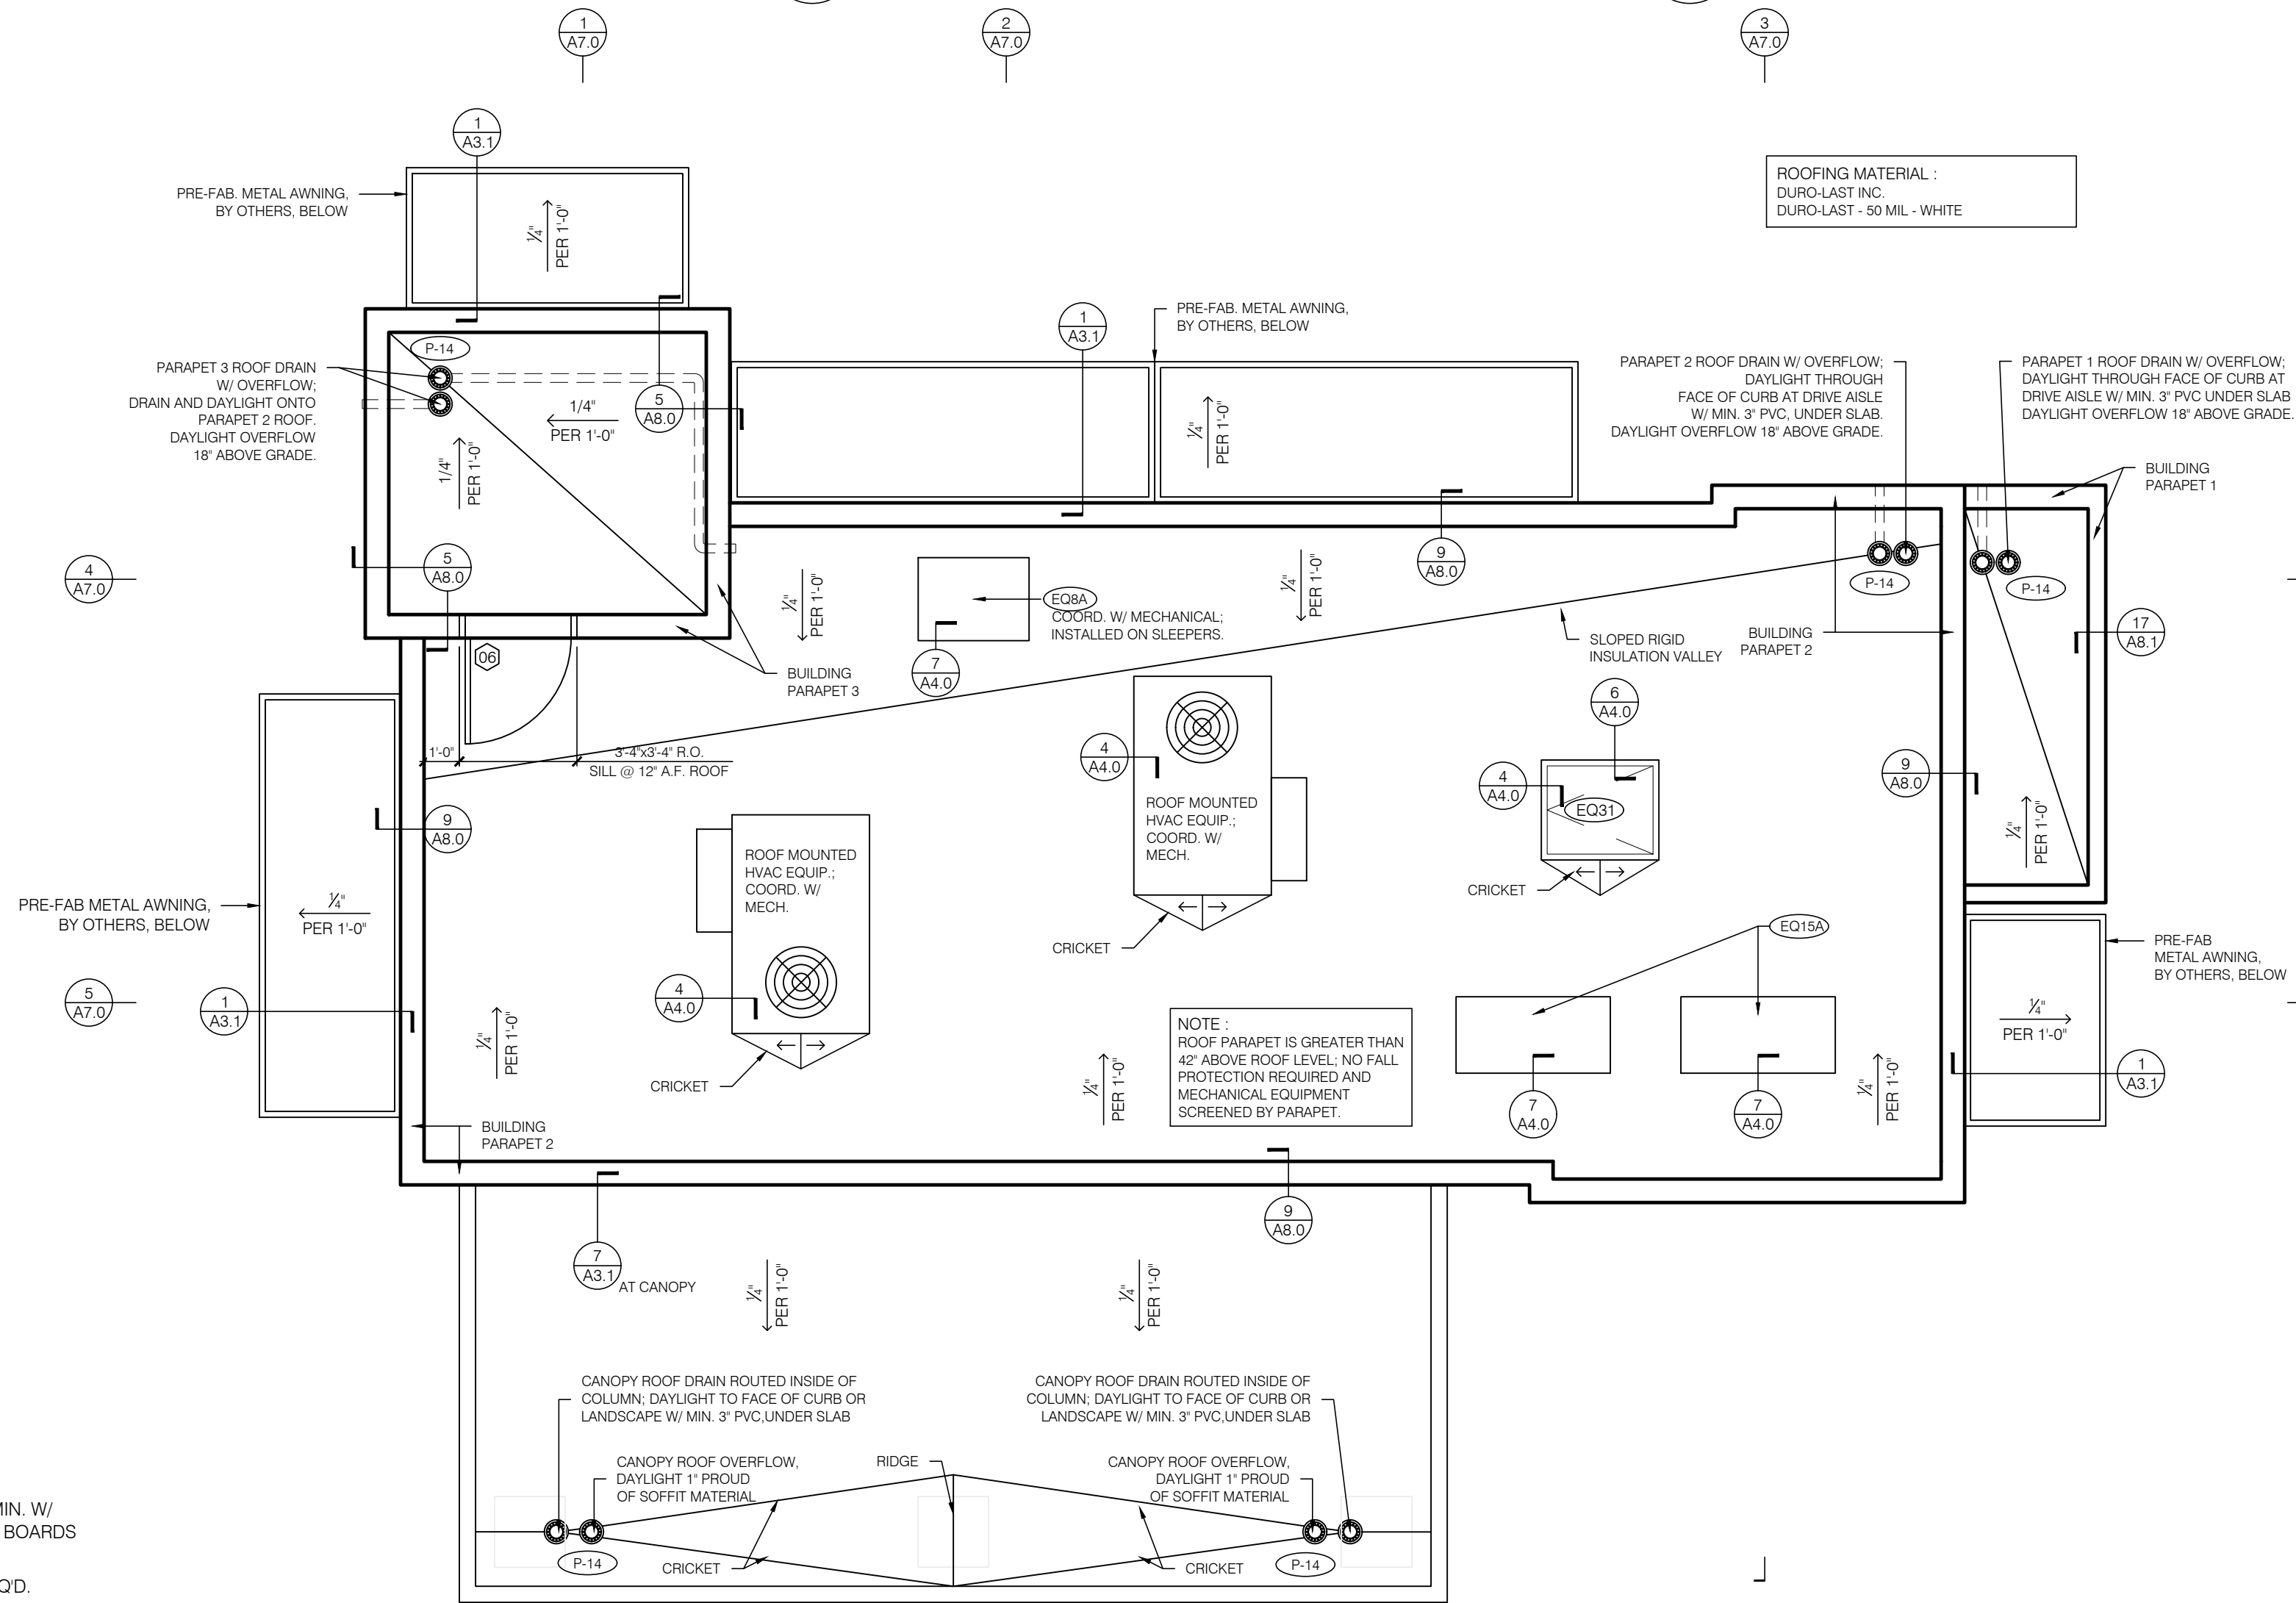 1
A7.0
2
A7.0
3
A7.0
1
A3.1
PRE-FAB. METAL AWNING,
BY OTHERS, BELOW
1/4"
PER 1'-0"
ROOFING MATERIAL :
DURO-LAST INC.
DURO-LAST - 50 MIL - WHITE
1
A3.1
PRE-FAB. METAL AWNING,
BY OTHERS, BELOW
P-14
PARAPET 3 ROOF DRAIN
W/ OVERFLOW;
DRAIN AND DAYLIGHT ONTO
PARAPET 2 ROOF.
DAYLIGHT OVERFLOW
18" ABOVE GRADE.
1/4"
PER 1'-0"
5
A8.0
1/4"
PER 1'-0"
1/4"
PER 1'-0"
PARAPET 2 ROOF DRAIN W/ OVERFLOW;
DAYLIGHT THROUGH
FACE OF CURB AT DRIVE AISLE
W/ MIN. 3" PVC, UNDER SLAB.
DAYLIGHT OVERFLOW 18" ABOVE GRADE.
PARAPET 1 ROOF DRAIN W/ OVERFLOW;
DAYLIGHT THROUGH FACE OF CURB AT
DRIVE AISLE W/ MIN. 3" PVC UNDER SLAB
DAYLIGHT OVERFLOW 18" ABOVE GRADE.
BUILDING
PARAPET 1
4
A7.0
5
A8.0
9
A8.0
P-14
P-14
1/4"
PER 1'-0"
EQ8A
COORD. W/ MECHANICAL;
INSTALLED ON SLEEPERS.
1/4"
PER 1'-0"
SLOPED RIGID
INSULATION VALLEY
BUILDING
PARAPET 2
17
A8.1
06
BUILDING
PARAPET 3
7
A4.0
6
A4.0
1'-0"
3'-4"x3'-4" R.O.
SILL @ 12" A.F. ROOF
4
A4.0
4
A4.0
9
A8.0
EQ31
ROOF MOUNTED
HVAC EQUIP.;
COORD. W/
MECH.
9
A8.0
ROOF MOUNTED
HVAC EQUIP.;
COORD. W/
MECH.
1/4"
PER 1'-0"
CRICKET
PRE-FAB METAL AWNING,
BY OTHERS, BELOW
1/4"
PER 1'-0"
CRICKET
EQ15A
PRE-FAB
METAL AWNING,
BY OTHERS, BELOW
5
A7.0
1
A3.1
4
A4.0
1/4"
PER 1'-0"
NOTE :
ROOF PARAPET IS GREATER THAN
42" ABOVE ROOF LEVEL; NO FALL
PROTECTION REQUIRED AND
MECHANICAL EQUIPMENT
SCREENED BY PARAPET.
1/4"
PER 1'-0"
CRICKET
1/4"
PER 1'-0"
7
A4.0
7
A4.0
1/4"
PER 1'-0"
1
A3.1
BUILDING
PARAPET 2
9
A8.0
7
A3.1
AT CANOPY
1/4"
PER 1'-0"
1/4"
PER 1'-0"
CANOPY ROOF DRAIN ROUTED INSIDE OF
COLUMN; DAYLIGHT TO FACE OF CURB OR
LANDSCAPE W/ MIN. 3" PVC,UNDER SLAB
CANOPY ROOF DRAIN ROUTED INSIDE OF
COLUMN; DAYLIGHT TO FACE OF CURB OR
LANDSCAPE W/ MIN. 3" PVC,UNDER SLAB
CANOPY ROOF OVERFLOW,
DAYLIGHT 1" PROUD
OF SOFFIT MATERIAL
RIDGE
CANOPY ROOF OVERFLOW,
DAYLIGHT 1" PROUD
OF SOFFIT MATERIAL
P-14
CRICKET
CRICKET
P-14
MIN. W/
BOARDS
Q'D.